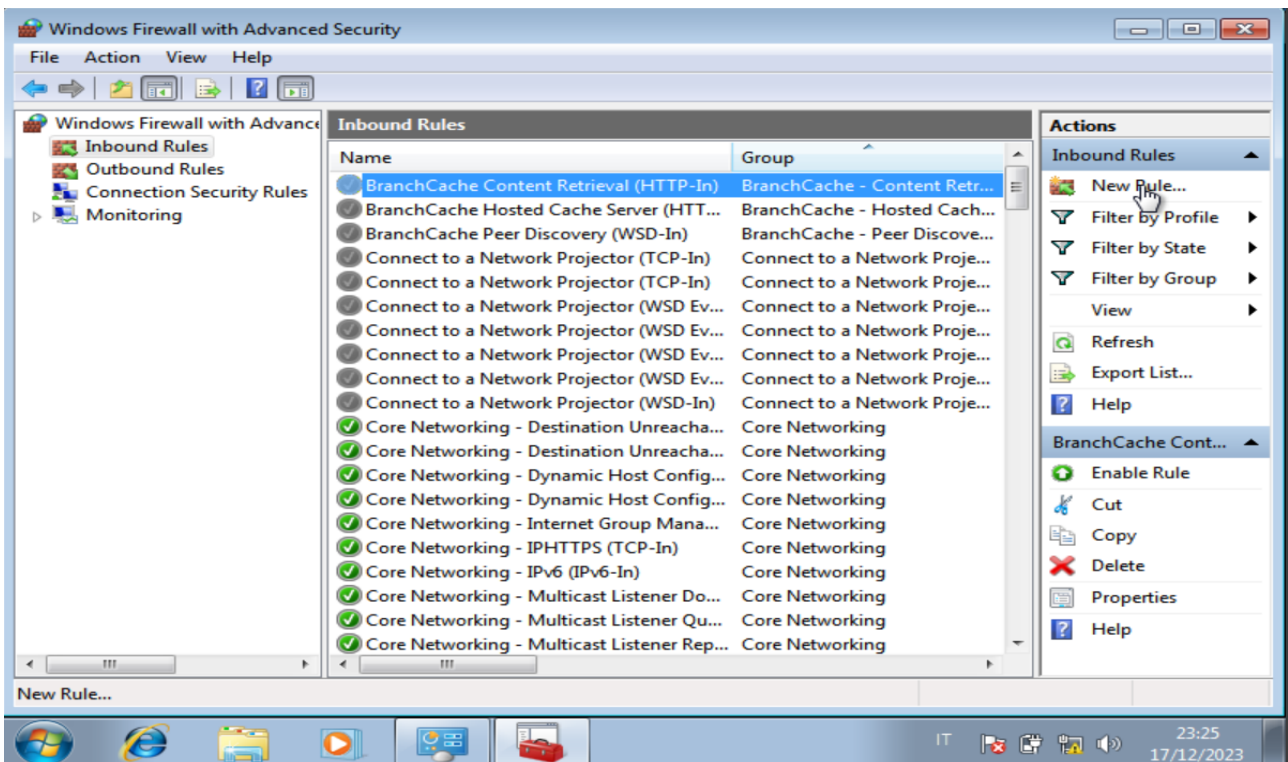 Windows Firewall with Advanced Security
File Action View Help
Windows Firewall with Advance
Inbound Rules
Outbound Rules
Connection Security Rules
Monitoring
Inbound Rules
Name Group
BranchCache Content Retrieval (HTTP-In) BranchCache - Content Retr...
BranchCache Hosted Cache Server (HTT... BranchCache - Hosted Cach...
BranchCache Peer Discovery (WSD-In) BranchCache - Peer Discove...
Connect to a Network Projector (TCP-In) Connect to a Network Proje...
Connect to a Network Projector (TCP-In) Connect to a Network Proje...
Connect to a Network Projector (WSD Ev... Connect to a Network Proje...
Connect to a Network Projector (WSD Ev... Connect to a Network Proje...
Connect to a Network Projector (WSD Ev... Connect to a Network Proje...
Connect to a Network Projector (WSD Ev... Connect to a Network Proje...
Connect to a Network Projector (WSD-In) Connect to a Network Proje...
Core Networking - Destination Unreacha... Core Networking
Core Networking - Destination Unreacha... Core Networking
Core Networking - Dynamic Host Config... Core Networking
Core Networking - Dynamic Host Config... Core Networking
Core Networking - Internet Group Mana... Core Networking
Core Networking - IPHTTPS (TCP-In) Core Networking
Core Networking - IPv6 (IPv6-In) Core Networking
Core Networking - Multicast Listener Do... Core Networking
Core Networking - Multicast Listener Qu... Core Networking
Core Networking - Multicast Listener Rep... Core Networking
Actions
Inbound Rules
New Rule...
Filter by Profile
Filter by State
Filter by Group
View
Refresh
Export List...
Help
BranchCache Cont...
Enable Rule
Cut
Copy
Delete
Properties
Help
New Rule...
IT
23:25
17/12/2023